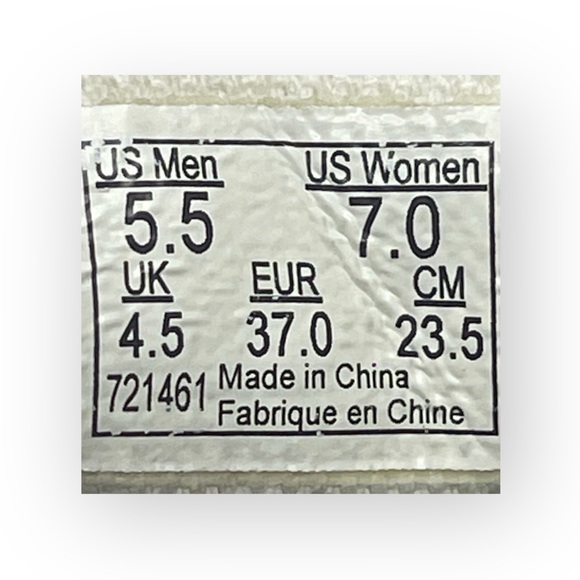 US Men US Women
5.5 7.0
UK EUR CM
4.5 37.0 23.5
721461 Made in China
Fabrique en Chine